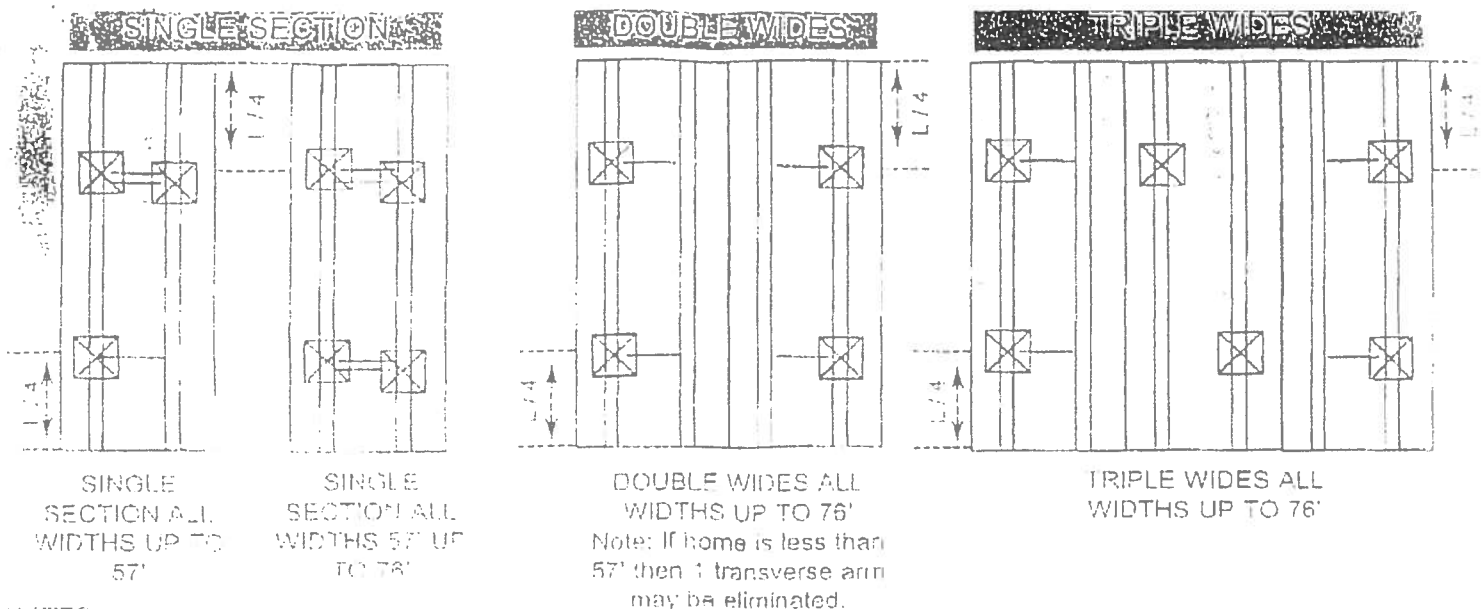 SINGLE SECTION
DOUBLE WIDES
TRIPLE WIDES
L/4
L/4
L/4
L/4
L/4
L/4
SINGLE
SECTION ALL
WIDTHS UP TO
57'
SINGLE
SECTION ALL
WIDTHS 57' UP
TO 76'
DOUBLE WIDES ALL
WIDTHS UP TO 76'
Note: If home is less than
57' then 1 transverse arm
may be eliminated.
TRIPLE WIDES ALL
WIDTHS UP TO 76'